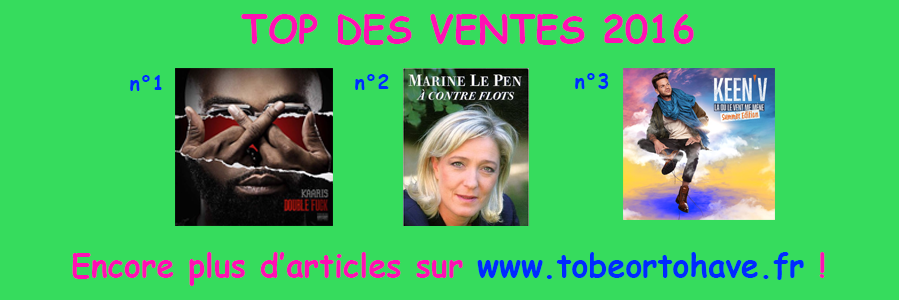 TOP DES VENTES 2016
n°1
n°2
n°3
KAARIS
DOUBLE FUCK
MARINE LE PEN
À CONTRE FLOTS
KEEN'V
LÀ OÙ LE VENT ME MÈNE
Summer Edition
Encore plus d'articles sur www.tobeortohave.fr !